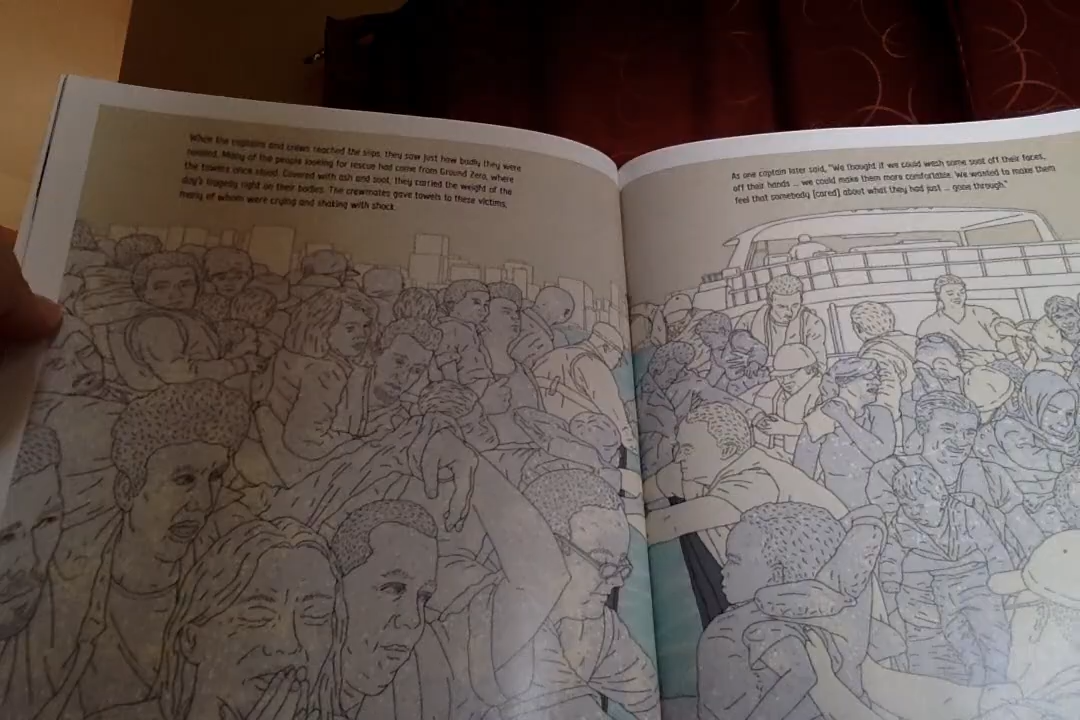 When the captains and crews reached the slips, they saw just how badly they were
needed. Many of the people looking for rescue had come from Ground Zero, where
the towers once stood. Covered with ash and soot, they carried the weight of the
day's tragedy right on their bodies. The crewmates gave towels to these victims,
many of whom were crying and shaking with shock.
As one captain later said, "We thought if we could wash some soot off their faces,
off their hands ... we could make them more comfortable. We wanted to make them
feel that somebody [cared] about what they had just ... gone through."